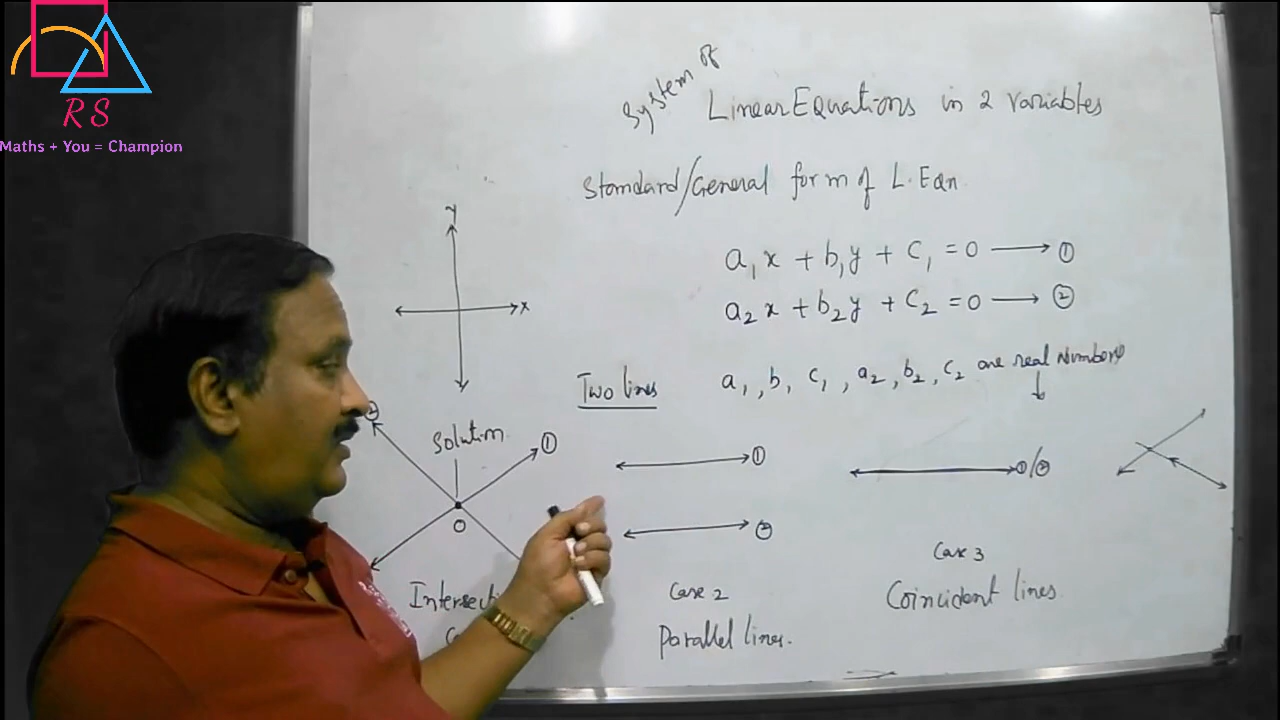 RS
Maths + You = Champion
System of
Linear Equations in 2 variables
Standard/General form of L.Eqn
a₁x + b₁y + c₁ = 0 → ①
a₂x + b₂y + c₂ = 0 → ②
a₁, b₁, c₁, a₂, b₂, c₂ are real numbers
Y
X
Two lines
②
Solution
①
O
①
②
①/②
Case 2
Parallel lines.
Case 3
Coincident lines.